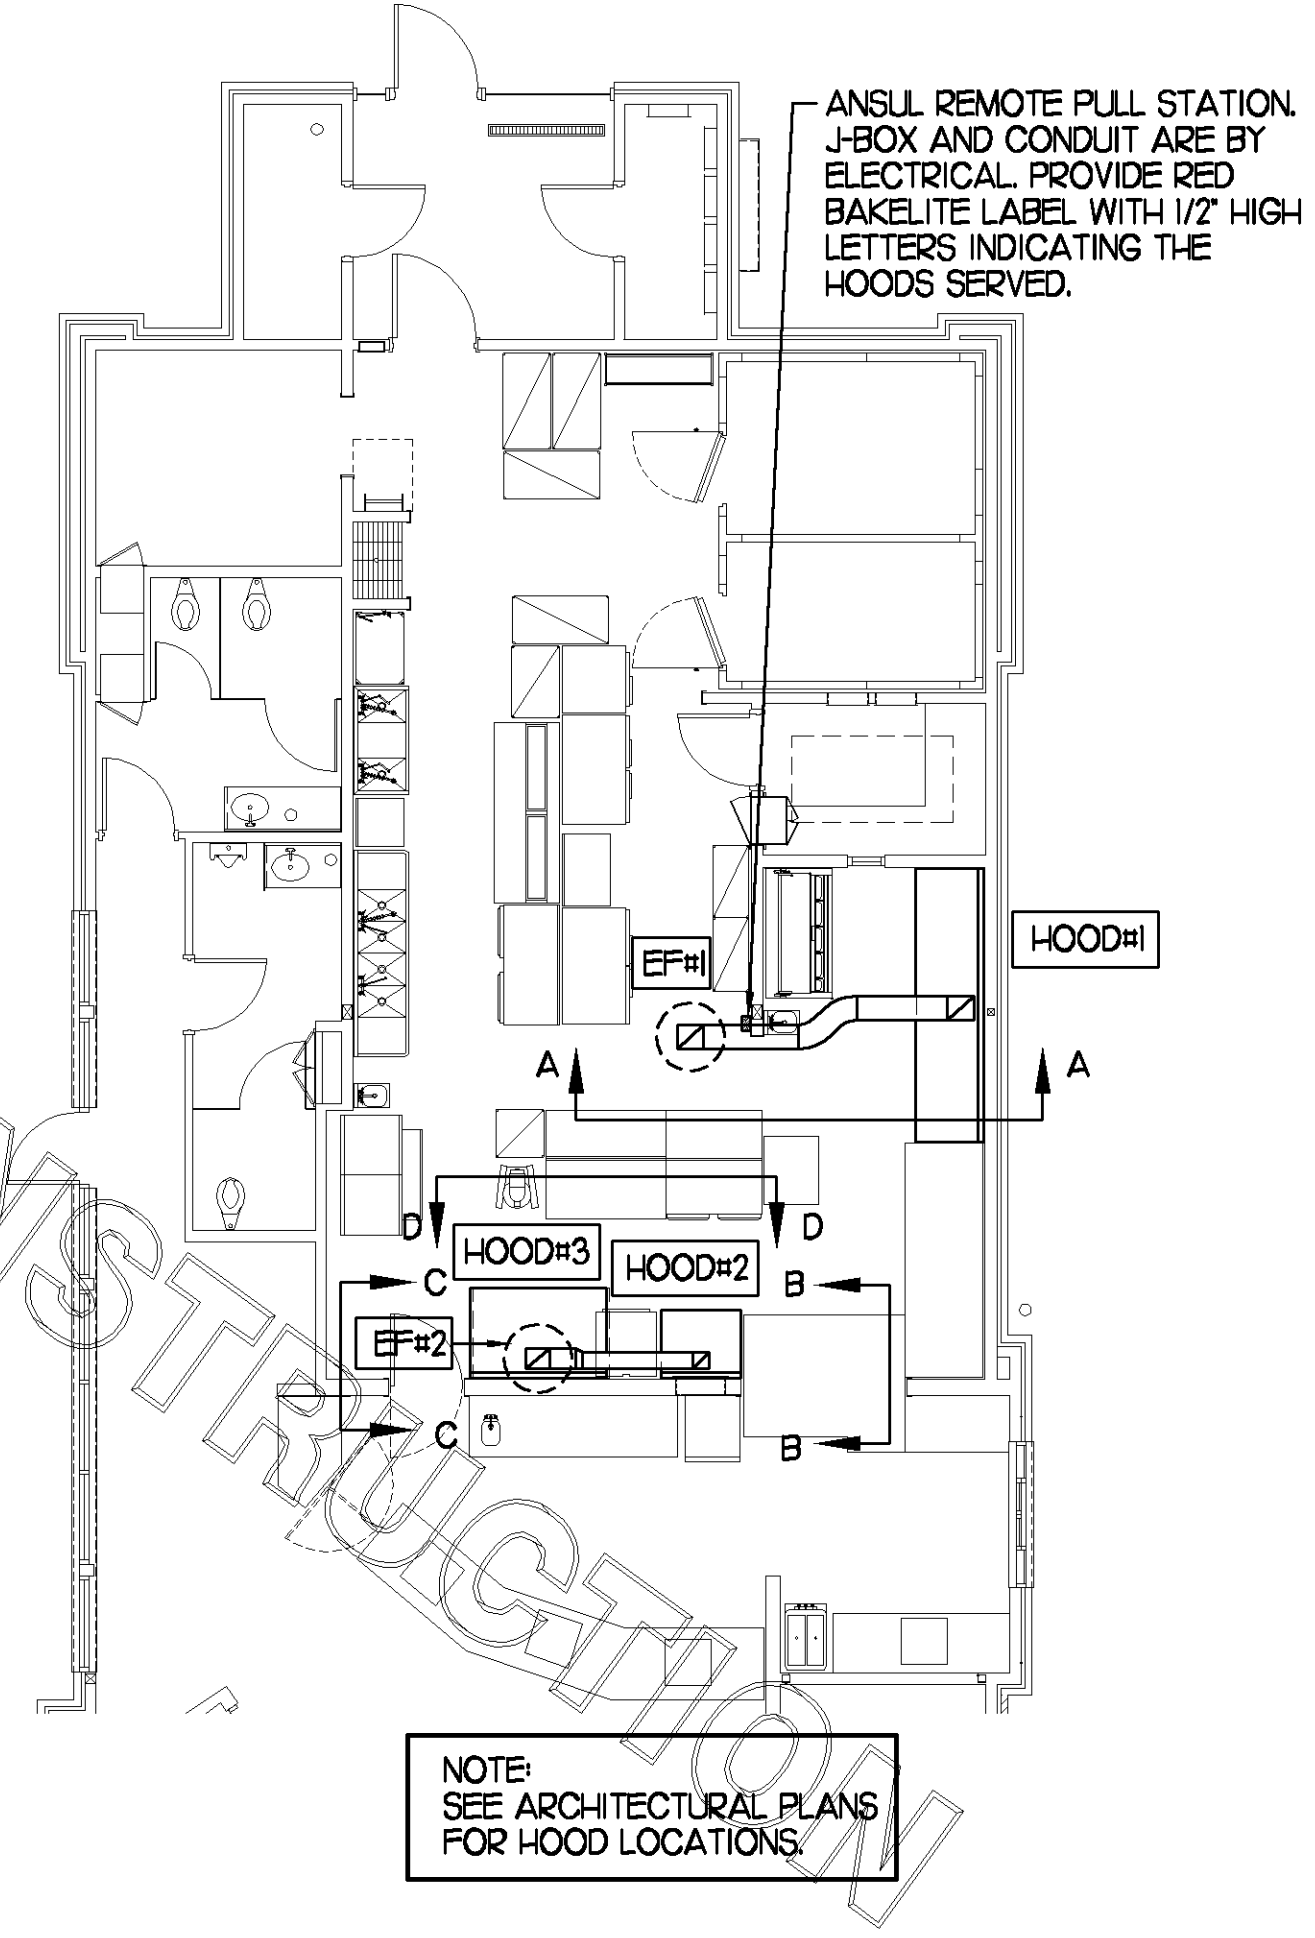 ANSUL REMOTE PULL STATION.
J-BOX AND CONDUIT ARE BY
ELECTRICAL. PROVIDE RED
BAKELITE LABEL WITH 1/2" HIGH
LETTERS INDICATING THE
HOODS SERVED.
HOOD#1
EF#1
A
A
D
D
HOOD#3
HOOD#2
C
B
EF#2
C
B
NSTRUCTION
NOTE:
SEE ARCHITECTURAL PLANS
FOR HOOD LOCATIONS.